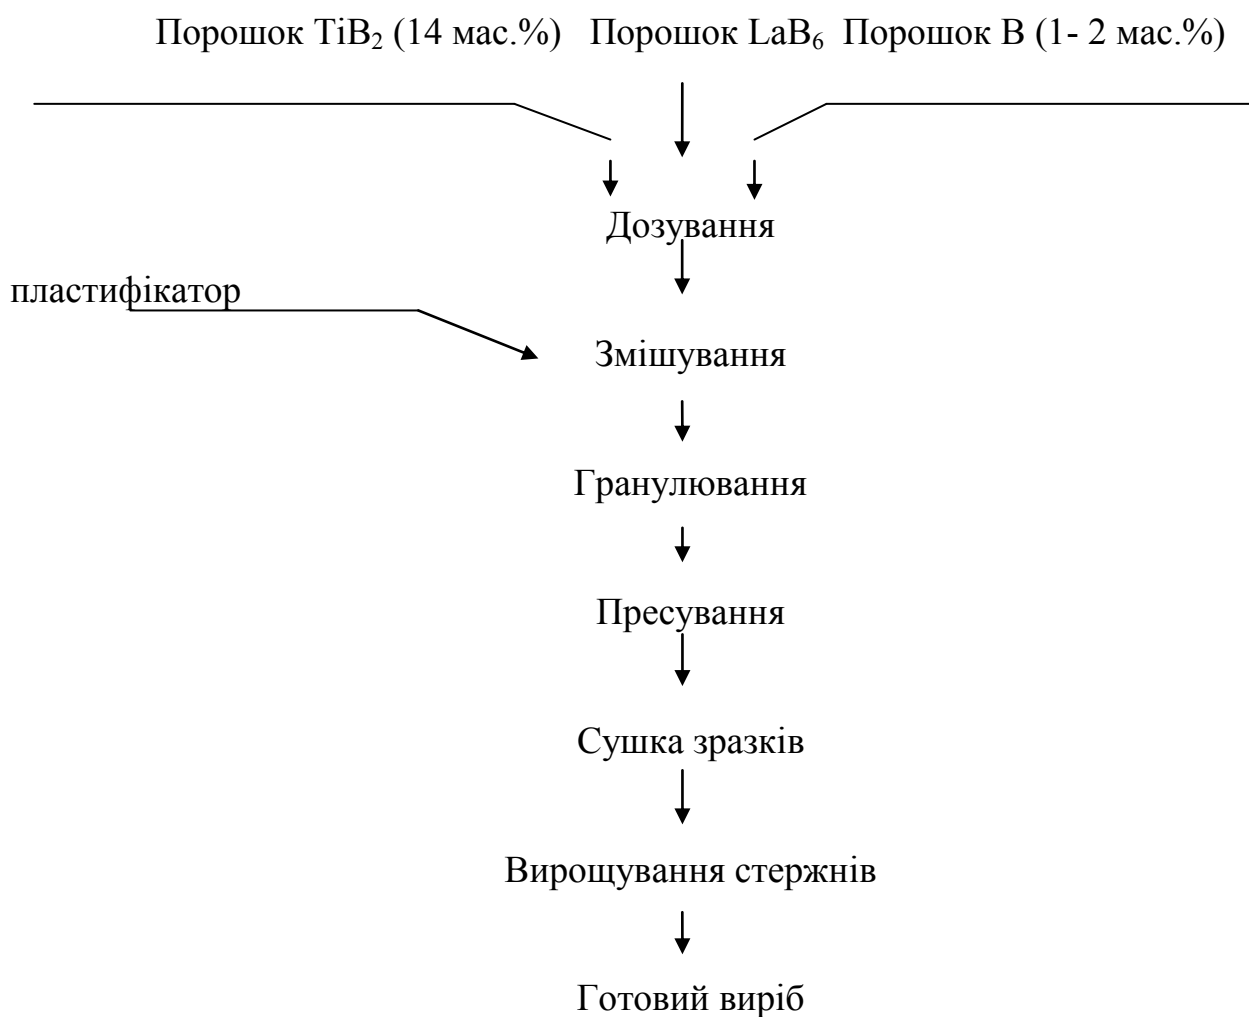 Порошок TiB₂ (14 мас.%) Порошок LaB₆ Порошок В (1- 2 мас.%)
Дозування
пластифікатор
Змішування
Гранулювання
Пресування
Сушка зразків
Вирощування стержнів
Готовий виріб